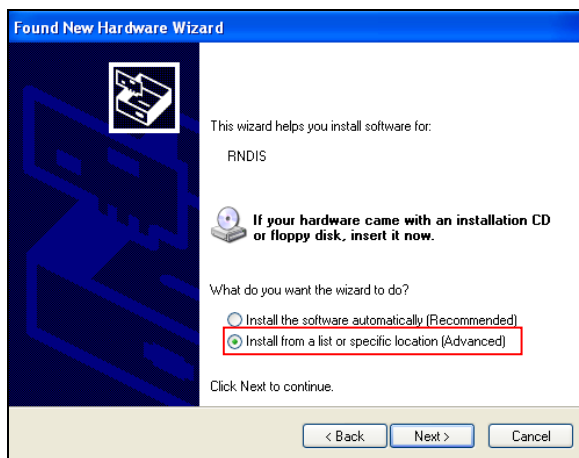 Found New Hardware Wizard
This wizard helps you install software for:
RNDIS
If your hardware came with an installation CD
or floppy disk, insert it now.
What do you want the wizard to do?
Install the software automatically (Recommended)
Install from a list or specific location (Advanced)
Click Next to continue.
< Back Next > Cancel